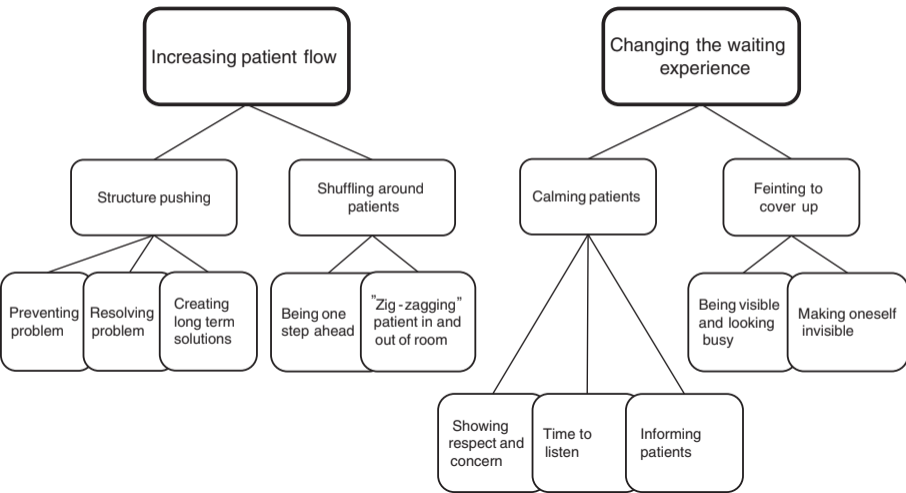 Increasing patient flow
Changing the waiting
experience
Structure pushing
Shuffling around
patients
Calming patients
Feinting to
cover up
Preventing
problem
Resolving
problem
Creating
long term
solutions
Being one
step ahead
"Zig-zagging"
patient in and
out of room
Being visible
and looking
busy
Making oneself
invisible
Showing
respect and
concern
Time to
listen
Informing
patients